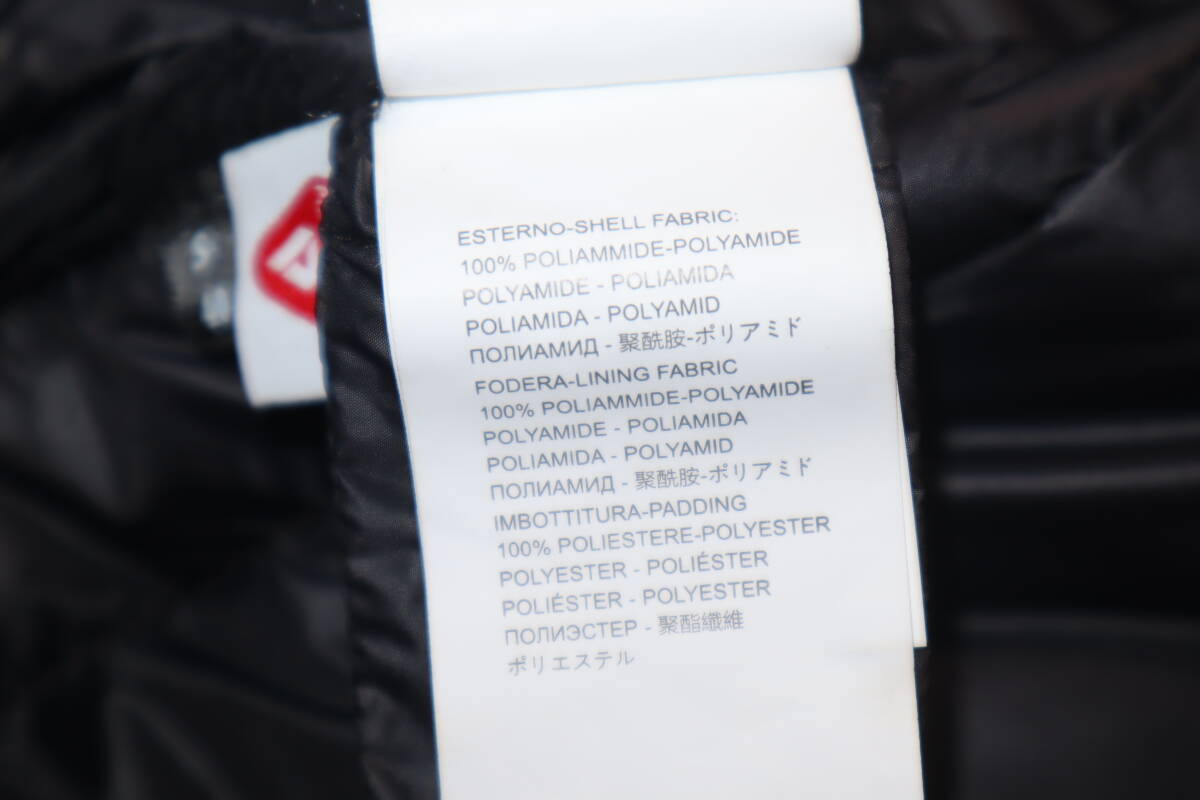 ESTERNO-SHELL FABRIC:
100% POLIAMMIDE-POLYAMIDE
POLYAMIDE - POLIAMIDA
POLIAMIDA - POLYAMID
ПОЛИАМИД - 聚酰胺-ポリアミド
FODERA-LINING FABRIC
100% POLIAMMIDE-POLYAMIDE
POLYAMIDE - POLIAMIDA
POLIAMIDA - POLYAMID
ПОЛИАМИД - 聚酰胺-ポリアミド
IMBOTTITURA-PADDING
100% POLIESTERE-POLYESTER
POLYESTER - POLIÉSTER
POLIÉSTER - POLYESTER
ПОЛИЭСТЕР - 聚酯纖維
ポリエステル